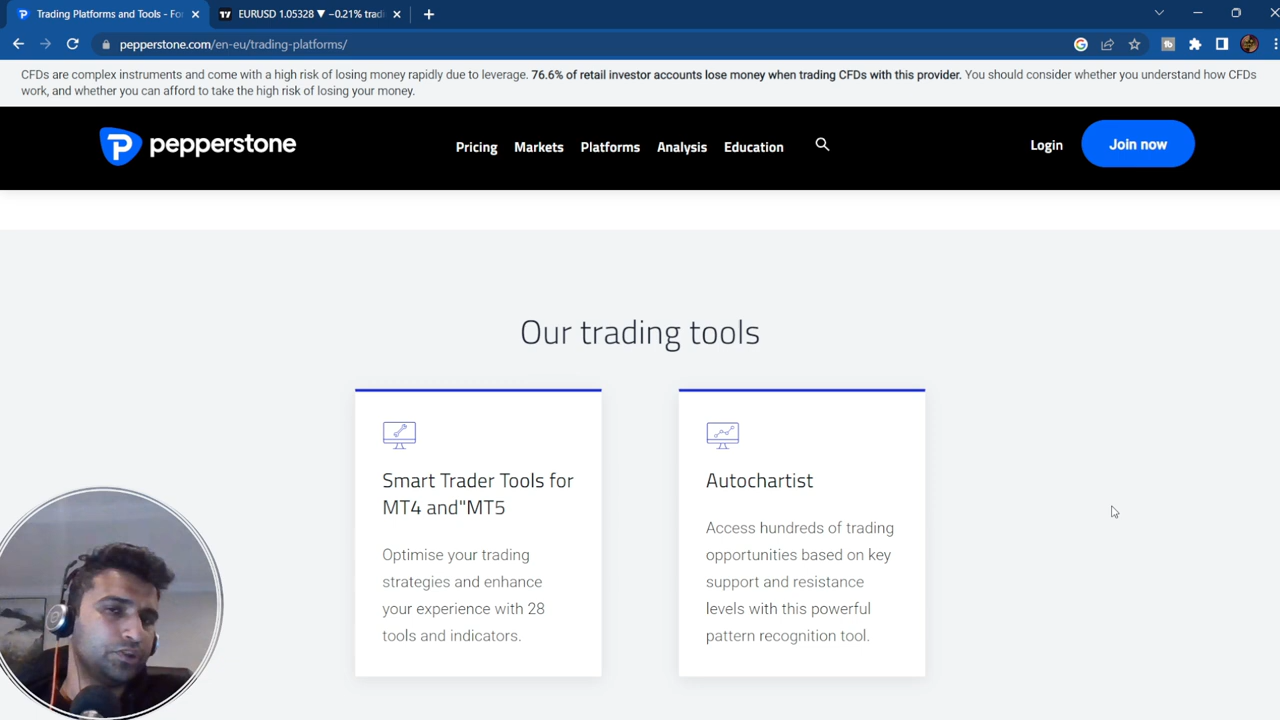 Trading Platforms and Tools - Fo
EURUSD 1.05328 ▼ −0.21% tradi
pepperstone.com/en-eu/trading-platforms/
CFDs are complex instruments and come with a high risk of losing money rapidly due to leverage. 76.6% of retail investor accounts lose money when trading CFDs with this provider. You should consider whether you understand how CFDs
work, and whether you can afford to take the high risk of losing your money.
pepperstone
Pricing Markets Platforms Analysis Education
Login
Join now
Our trading tools
Smart Trader Tools for
MT4 and"MT5
Optimise your trading
strategies and enhance
your experience with 28
tools and indicators.
Autochartist
Access hundreds of trading
opportunities based on key
support and resistance
levels with this powerful
pattern recognition tool.